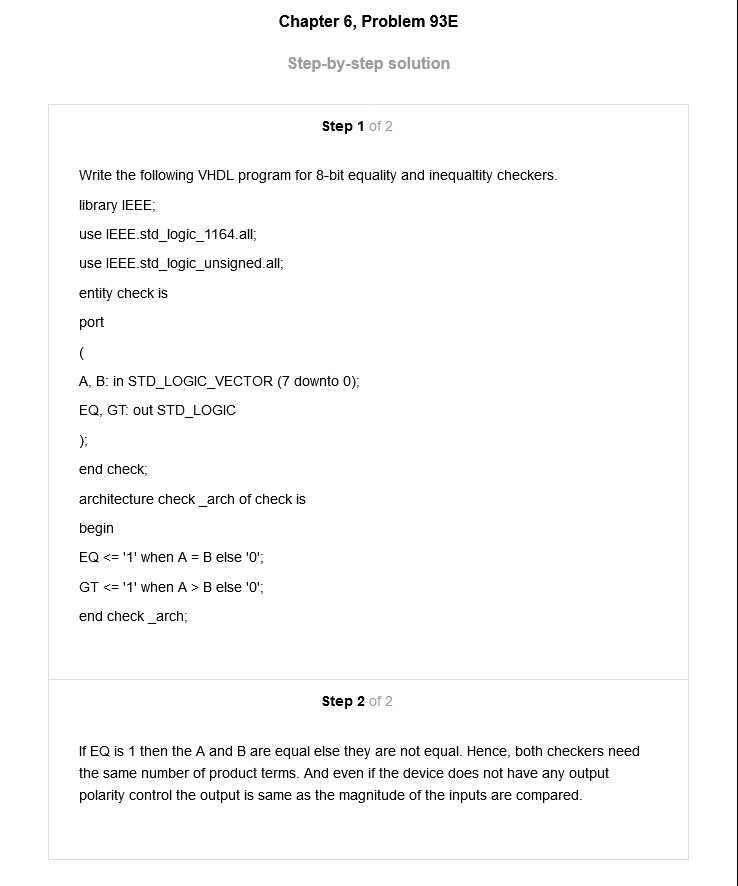 Chapter 6, Problem 93E
Step-by-step solution
Step 1 of 2
Write the following VHDL program for 8-bit equality and inequaltity checkers.
library IEEE;
use IEEE.std_logic_1164.all;
use IEEE.std_logic_unsigned.all;
entity check is
port
(
A, B: in STD_LOGIC_VECTOR (7 downto 0);
EQ, GT: out STD_LOGIC
);
end check;
architecture check _arch of check is
begin
EQ <= '1' when A = B else '0';
GT <= '1' when A > B else '0';
end check _arch;
Step 2 of 2
If EQ is 1 then the A and B are equal else they are not equal. Hence, both checkers need
the same number of product terms. And even if the device does not have any output
polarity control the output is same as the magnitude of the inputs are compared.